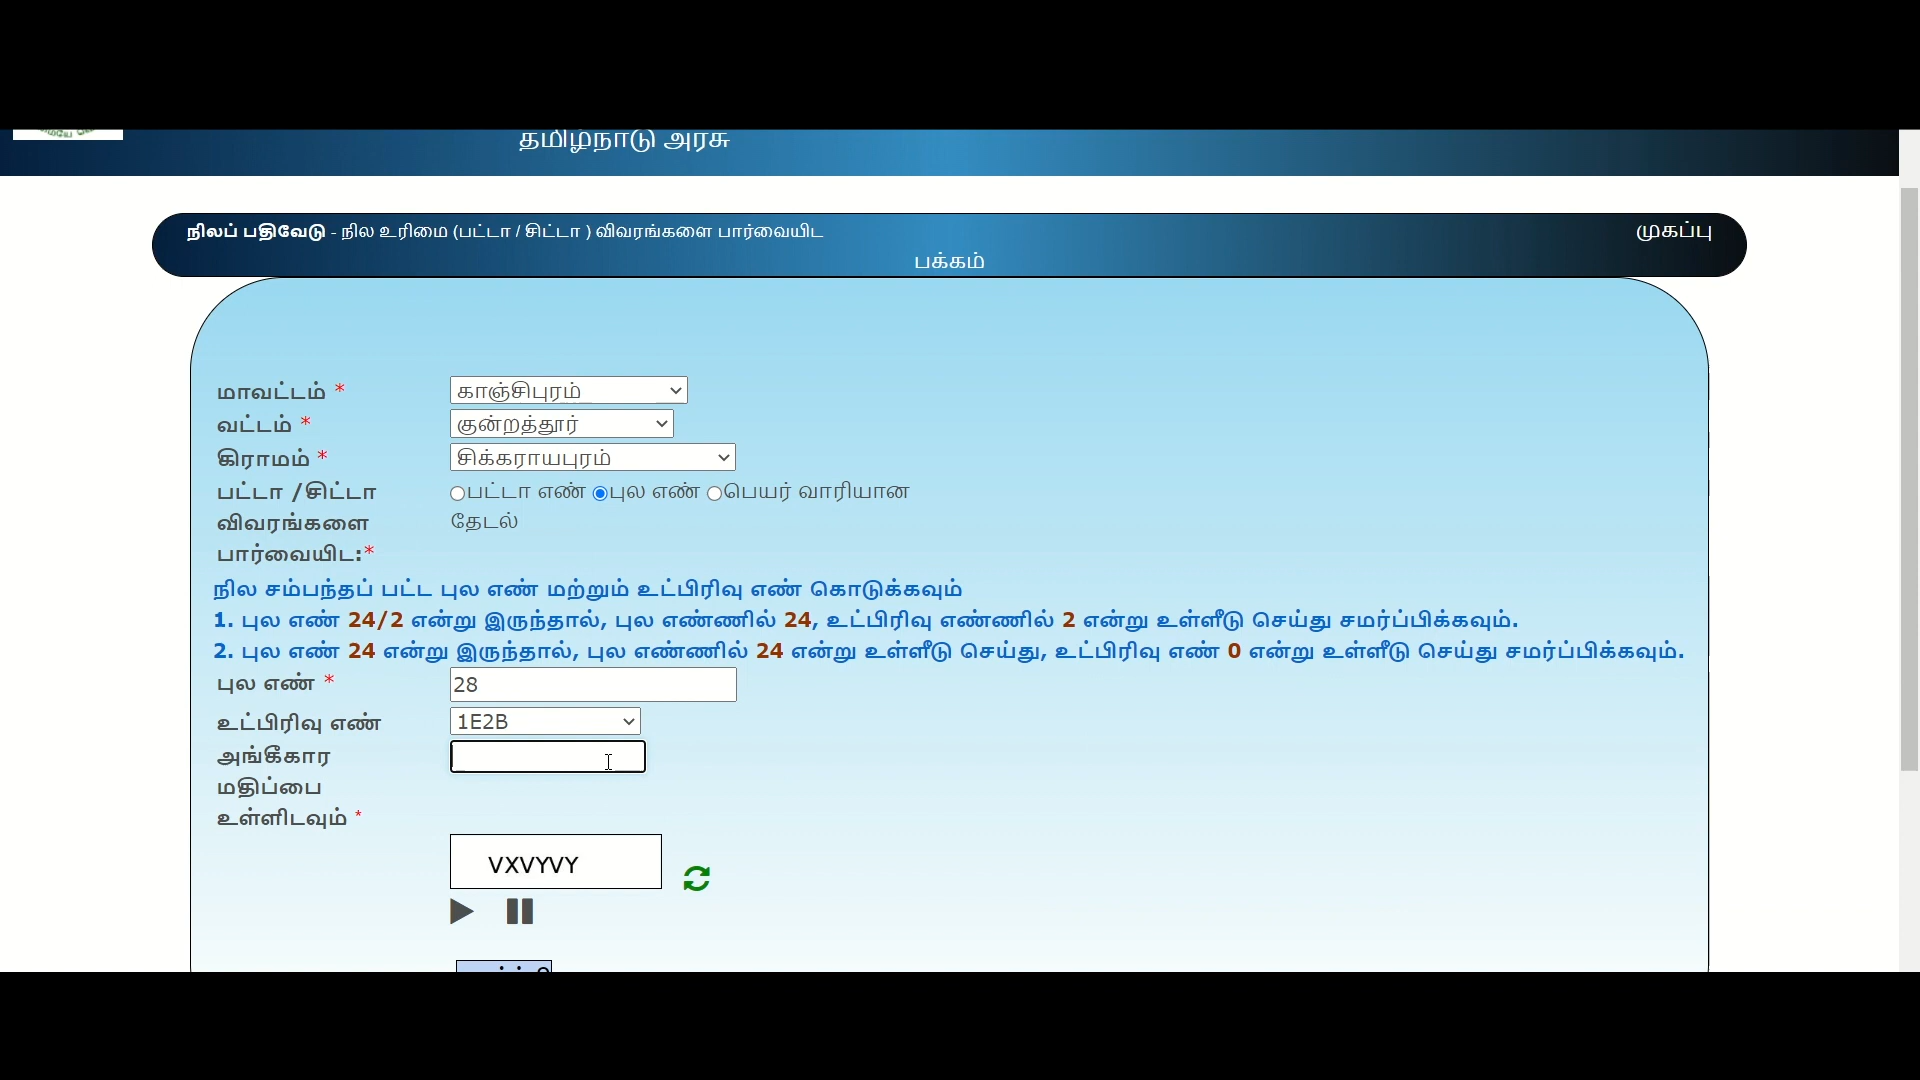 தமிழ்நாடு அரசு
நிலப் பதிவேடு - நில உரிமை (பட்டா / சிட்டா ) விவரங்களை பார்வையிட முகப்பு
பக்கம்
மாவட்டம் * காஞ்சிபுரம்
வட்டம் * குன்றத்தூர்
கிராமம் * சிக்கராயபுரம்
பட்டா /சிட்டா பட்டா எண் புல எண் பெயர் வாரியான
விவரங்களை தேடல்
பார்வையிட:*
நில சம்பந்தப் பட்ட புல எண் மற்றும் உட்பிரிவு எண் கொடுக்கவும்
1. புல எண் 24/2 என்று இருந்தால், புல எண்ணில் 24, உட்பிரிவு எண்ணில் 2 என்று உள்ளீடு செய்து சமர்ப்பிக்கவும்.
2. புல எண் 24 என்று இருந்தால், புல எண்ணில் 24 என்று உள்ளீடு செய்து, உட்பிரிவு எண் 0 என்று உள்ளீடு செய்து சமர்ப்பிக்கவும்.
புல எண் * 28
உட்பிரிவு எண் 1E2B
அங்கீகார
மதிப்பை
உள்ளிடவும் *
VXVYVY